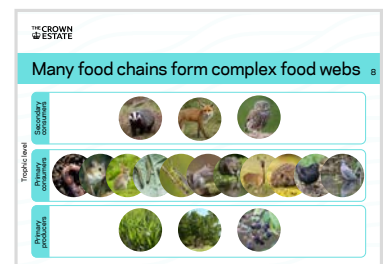 THE CROWN
ESTATE
Many food chains form complex food webs
8
Trophic level
Secondary
consumers
Primary
consumers
Primary
producers